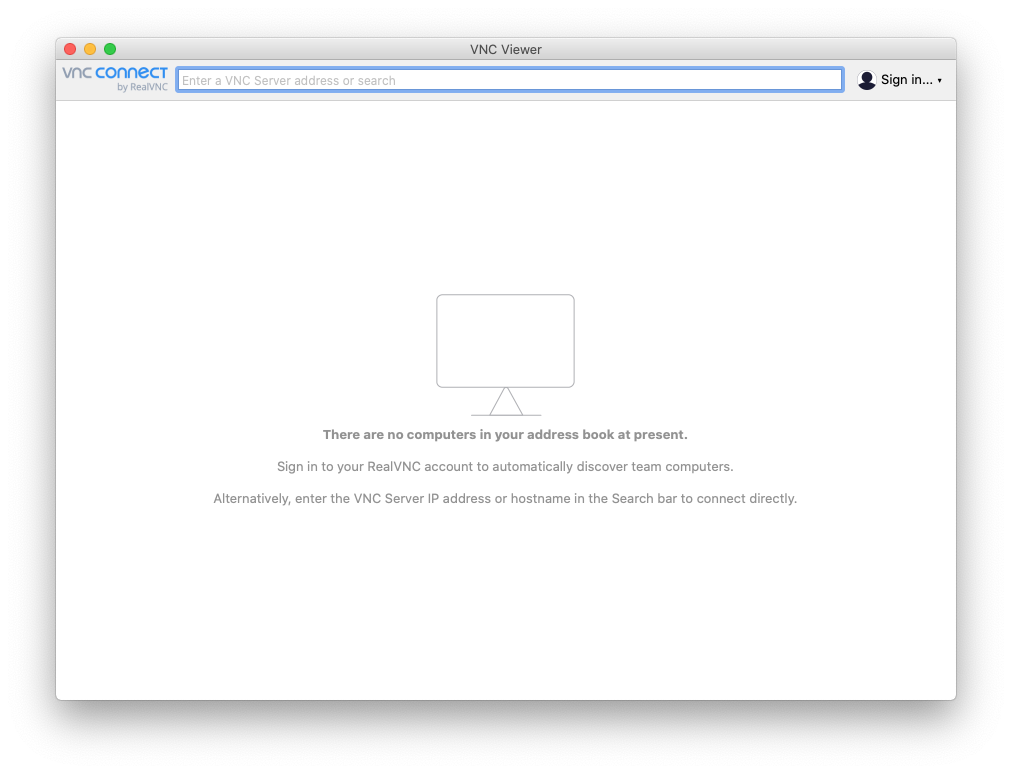 VNC Viewer
VNC CONNECT
by RealVNC
Enter a VNC Server address or search
Sign in...
There are no computers in your address book at present.
Sign in to your RealVNC account to automatically discover team computers.
Alternatively, enter the VNC Server IP address or hostname in the Search bar to connect directly.